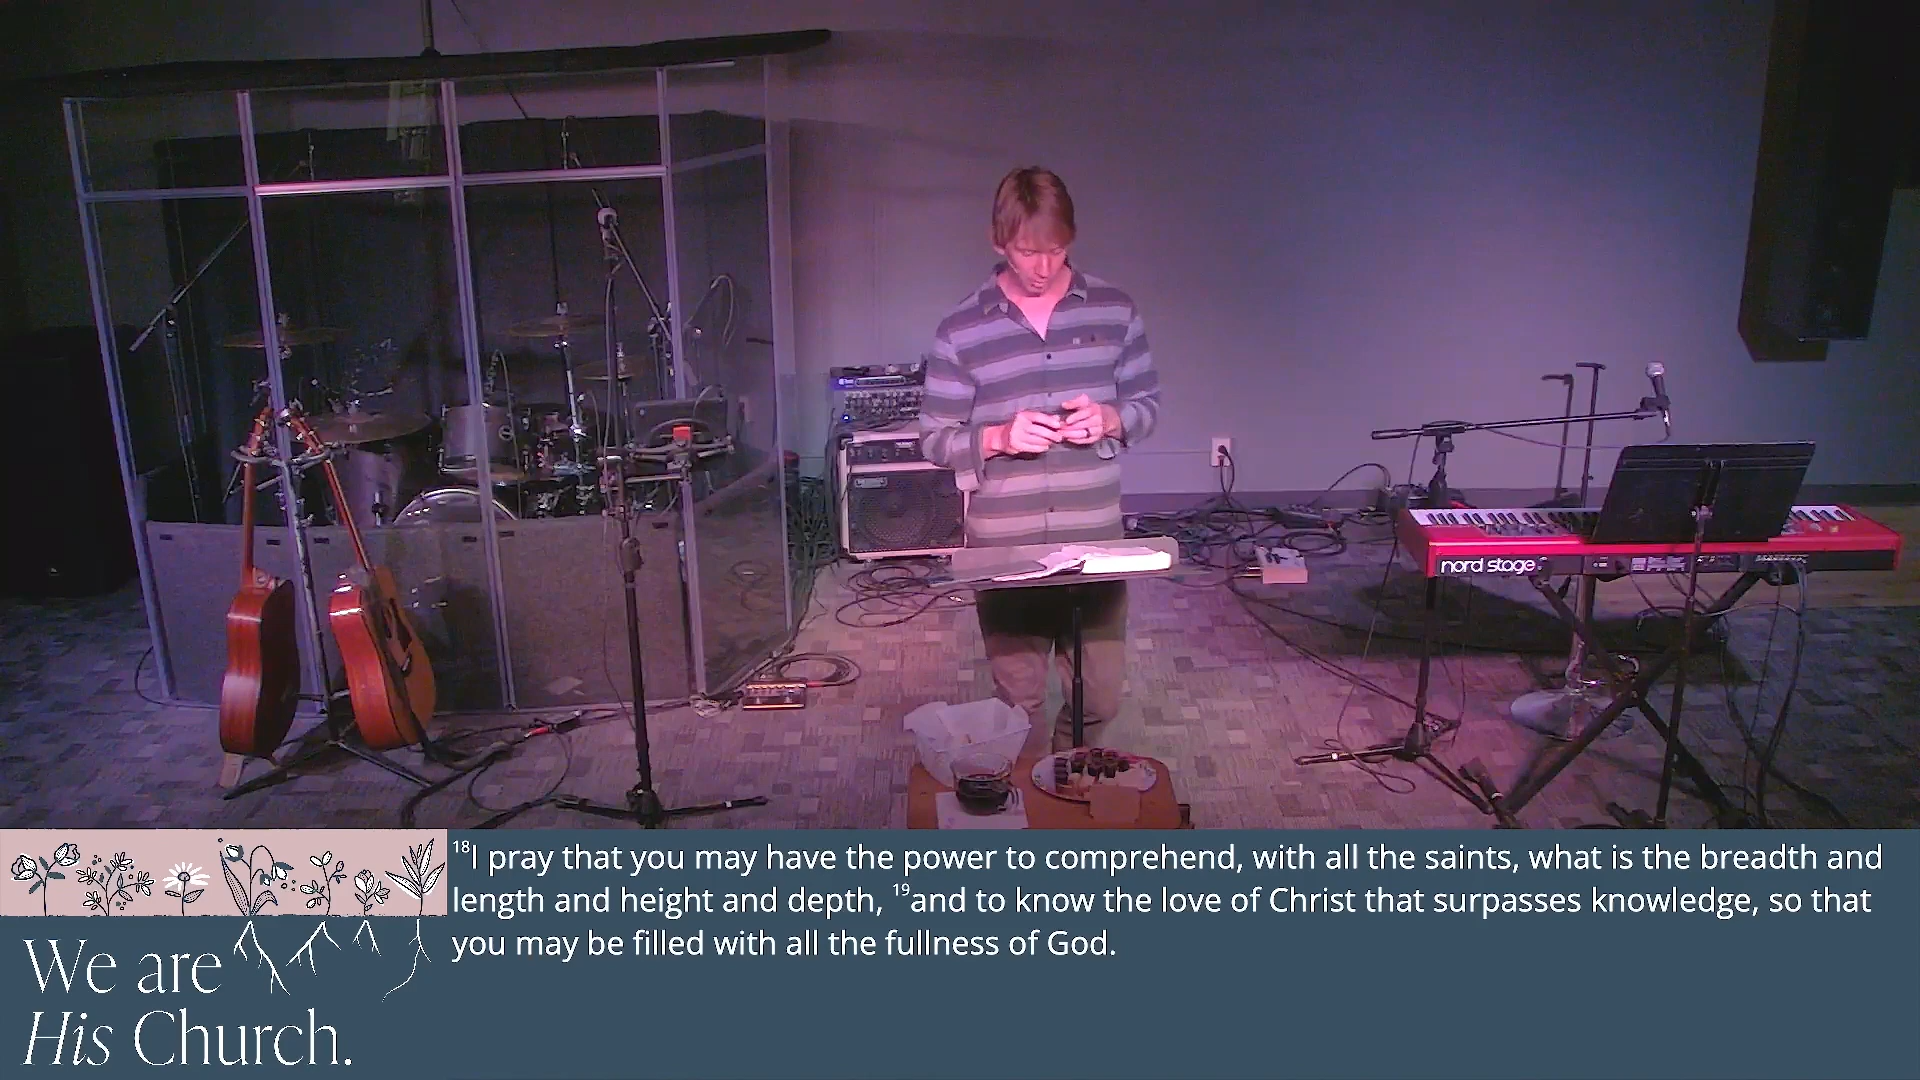 nord stage
¹⁸I pray that you may have the power to comprehend, with all the saints, what is the breadth and
length and height and depth, ¹⁹and to know the love of Christ that surpasses knowledge, so that
you may be filled with all the fullness of God.
We are
His Church.